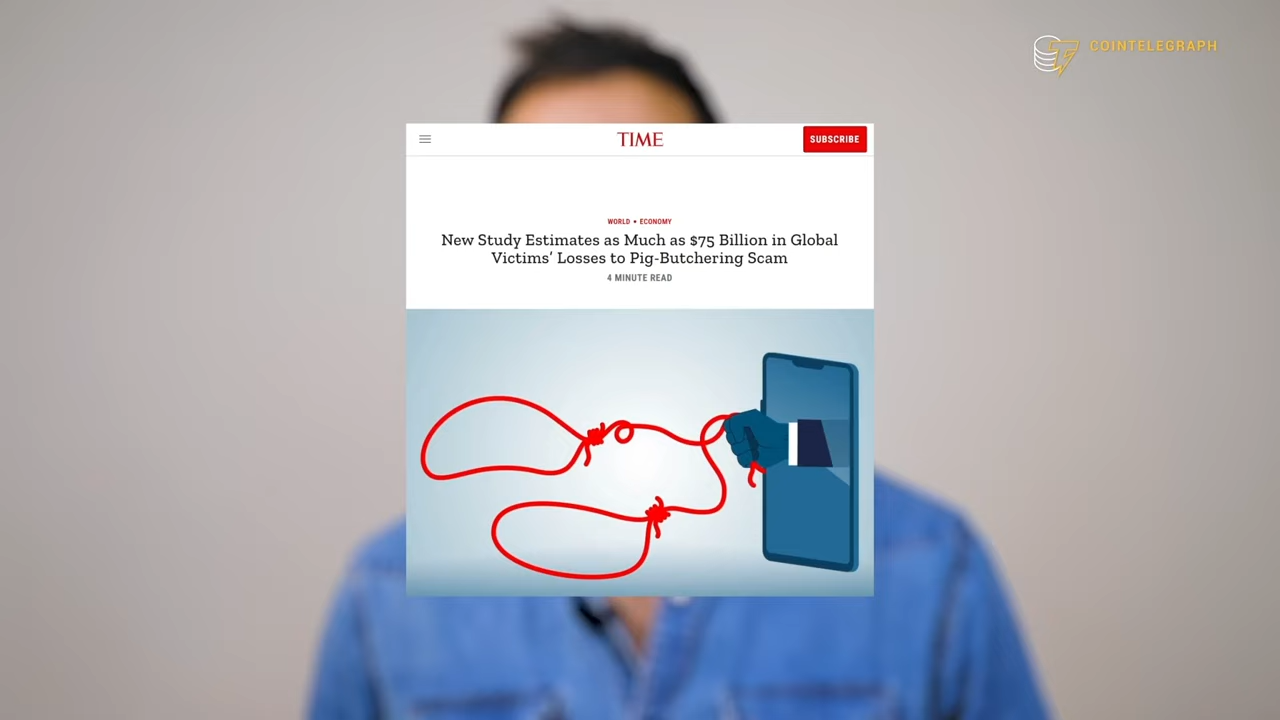 COINTELEGRAPH
TIME
SUBSCRIBE
WORLD • ECONOMY
New Study Estimates as Much as $75 Billion in Global
Victims’ Losses to Pig-Butchering Scam
4 MINUTE READ